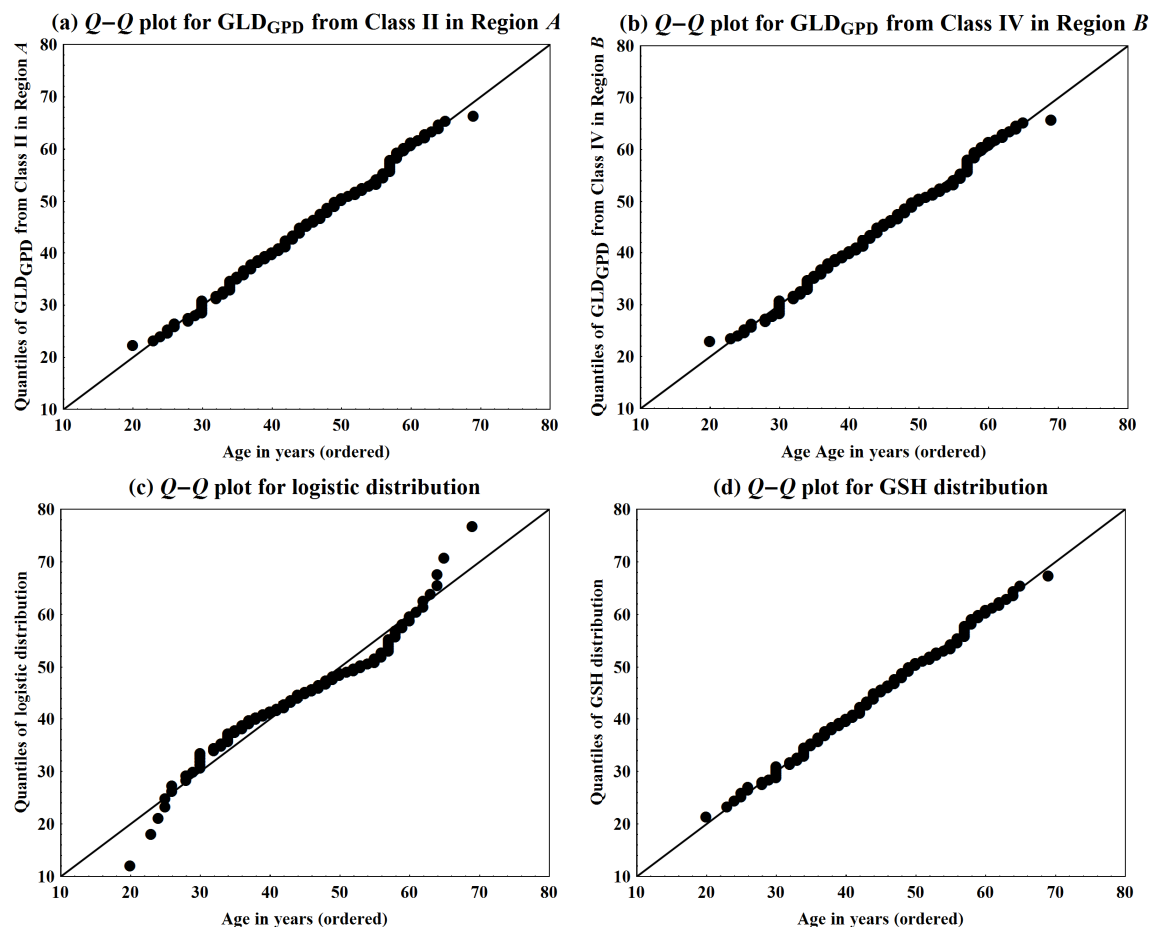 (a) Q−Q plot for GLD_GPD from Class II in Region A
Quantiles of GLD_GPD from Class II in Region A
80
70
60
50
40
30
20
10
10 20 30 40 50 60 70 80
Age in years (ordered)
(b) Q−Q plot for GLD_GPD from Class IV in Region B
Quantiles of GLD_GPD from Class IV in Region B
80
70
60
50
40
30
20
10
10 20 30 40 50 60 70 80
Age Age in years (ordered)
(c) Q−Q plot for logistic distribution
Quantiles of logistic distribution
80
70
60
50
40
30
20
10
10 20 30 40 50 60 70 80
Age in years (ordered)
(d) Q−Q plot for GSH distribution
Quantiles of GSH distribution
80
70
60
50
40
30
20
10
10 20 30 40 50 60 70 80
Age in years (ordered)